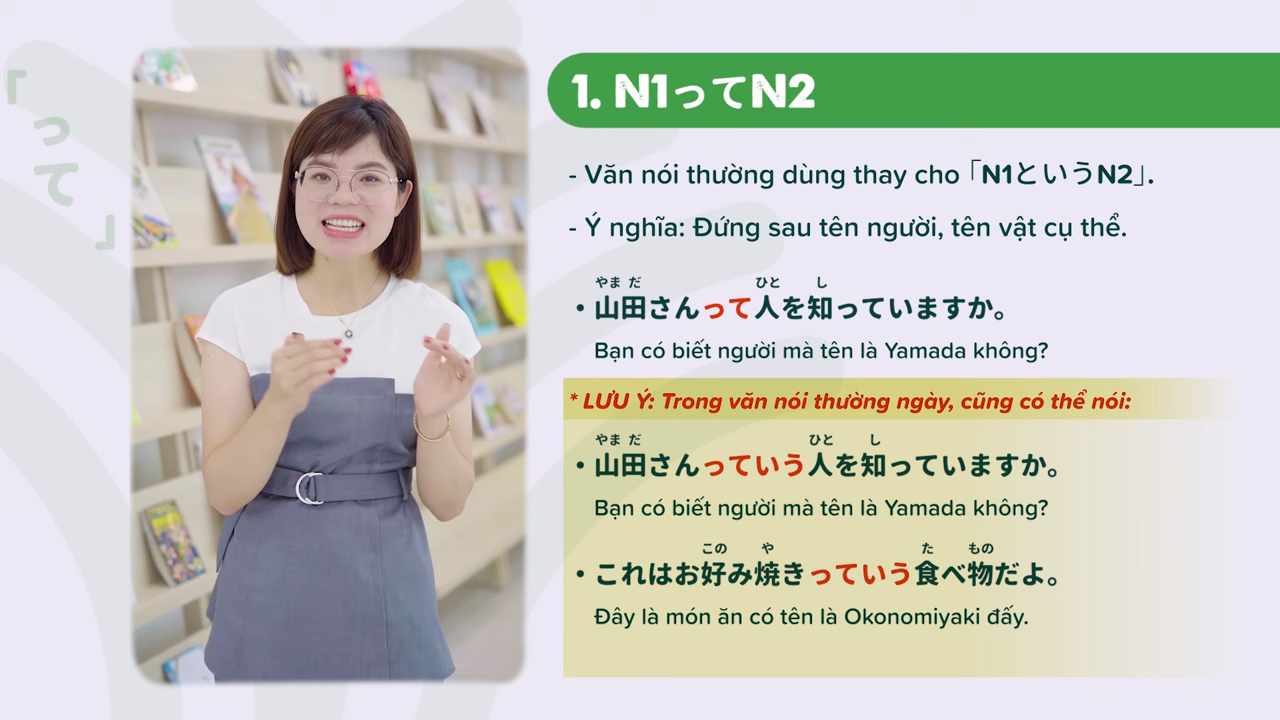 「って」
1. N1ってN2
- Văn nói thường dùng thay cho「N1というN2」.
- Ý nghĩa: Đứng sau tên người, tên vật cụ thể.
やまだ ひと し
・山田さんって人を知っていますか。
Bạn có biết người mà tên là Yamada không?
* LƯU Ý: Trong văn nói thường ngày, cũng có thể nói:
やまだ ひと し
・山田さんっていう人を知っていますか。
Bạn có biết người mà tên là Yamada không?
この や た もの
・これはお好み焼きっていう食べ物だよ。
Đây là món ăn có tên là Okonomiyaki đấy.